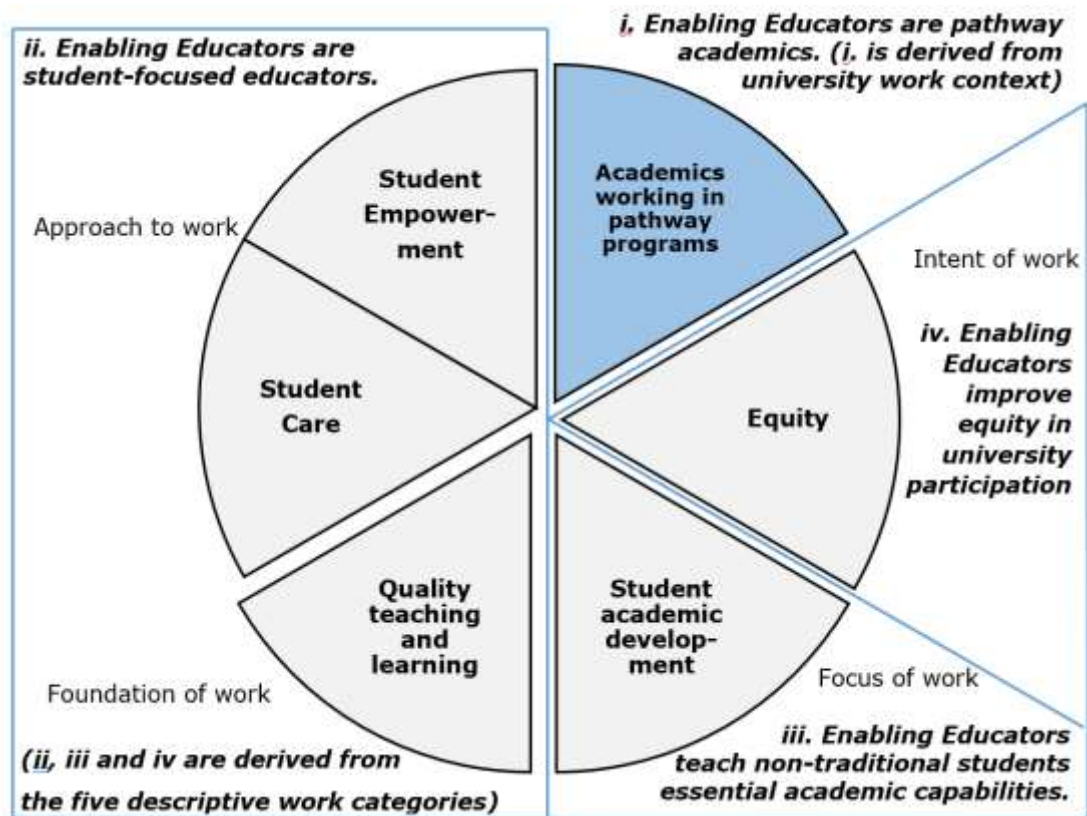 ii. Enabling Educators are
student-focused educators.
i. Enabling Educators are pathway
academics. (i. is derived from
university work context)
Student
Empower-
ment
Academics
working in
pathway
programs
Approach to work
Intent of work
Student
Care
Equity
iv. Enabling
Educators
improve
equity in
university
participation
Quality
teaching
and
learning
Student
academic
develop-
ment
Foundation of work
Focus of work
(ii, iii and iv are derived from
the five descriptive work categories)
iii. Enabling Educators
teach non-traditional students
essential academic capabilities.